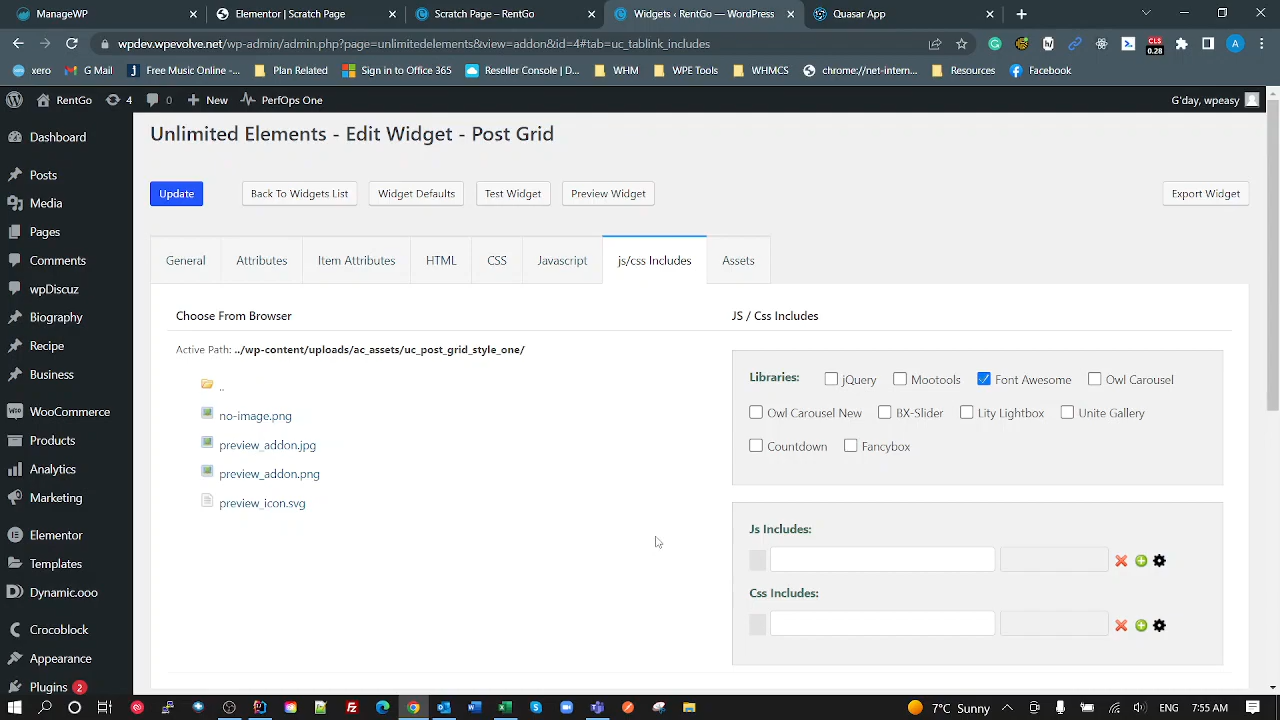 ManageWP
Elementor | Scratch Page
Scratch Page – RentGo
Widgets ‹ RentGo — WordPress
Quasar App
wpdev.wpevolve.net/wp-admin/admin.php?page=unlimitedelements&view=addon&id=4#tab=uc_tablink_includes
CLS
0.28
A
xero
G Mail
Free Music Online -...
Plan Related
Sign in to Office 365
Reseller Console | D...
WHM
WPE Tools
WHMCS
chrome://net-intern...
Resources
Facebook
RentGo
4
0
New
PerfOps One
G'day, wpeasy
Dashboard
Posts
Media
Pages
Comments
wpDiscuz
Biography
Recipe
Business
WooCommerce
Products
Analytics
Marketing
Elementor
Templates
Dynamic.ooo
Crocoblock
Appearance
Plugins 2
Unlimited Elements - Edit Widget - Post Grid
Update
Back To Widgets List
Widget Defaults
Test Widget
Preview Widget
Export Widget
General
Attributes
Item Attributes
HTML
CSS
Javascript
js/css Includes
Assets
Choose From Browser
Active Path: ../wp-content/uploads/ac_assets/uc_post_grid_style_one/
..
no-image.png
preview_addon.jpg
preview_addon.png
preview_icon.svg
JS / Css Includes
Libraries:
jQuery
Mootools
Font Awesome
Owl Carousel
Owl Carousel New
BX-Slider
Lity Lightbox
Unite Gallery
Countdown
Fancybox
Js Includes:
Css Includes:
7°C Sunny
ENG
7:55 AM